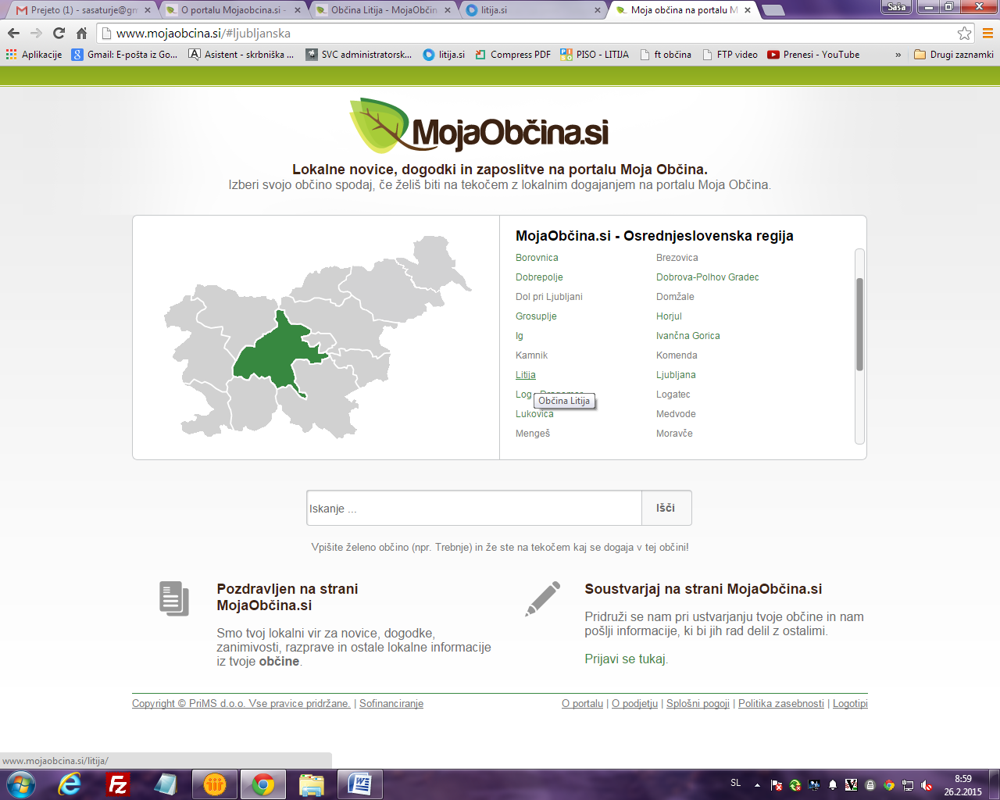 Prejeto (1) - sasaturje@gm
O portalu Mojaobcina.si -
Občina Litija - MojaObčin
litija.si
Moja občina na portalu M
Saša
www.mojaobcina.si/#ljubljanska
Aplikacije
Gmail: E-pošta iz Go...
Asistent - skrbniška ...
SVC administratorsk...
litija.si
Compress PDF
PISO - LITIJA
ft občina
FTP video
Prenesi - YouTube
»
Drugi zaznamki
MojaObčina.si
Lokalne novice, dogodki in zaposlitve na portalu Moja Občina.
Izberi svojo občino spodaj, če želiš biti na tekočem z lokalnim dogajanjem na portalu Moja Občina.
MojaObčina.si - Osrednjeslovenska regija
Borovnica
Brezovica
Dobrepolje
Dobrova-Polhov Gradec
Dol pri Ljubljani
Domžale
Grosuplje
Horjul
Ig
Ivančna Gorica
Kamnik
Komenda
Litija
Ljubljana
Log
Logatec
Občina Litija
Lukovica
Medvode
Mengeš
Moravče
Iskanje ...
Išči
Vpišite želeno občino (npr. Trebnje) in že ste na tekočem kaj se dogaja v tej občini!
Pozdravljen na strani
MojaObčina.si
Smo tvoj lokalni vir za novice, dogodke,
zanimivosti, razprave in ostale lokalne informacije
iz tvoje občine.
Soustvarjaj na strani MojaObčina.si
Pridruži se nam pri ustvarjanju tvoje občine in nam
pošlji informacije, ki bi jih rad delil z ostalimi.
Prijavi se tukaj.
Copyright © PriMS d.o.o. Vse pravice pridržane. | Sofinanciranje
O portalu | O podjetju | Splošni pogoji | Politika zasebnosti | Logotipi
www.mojaobcina.si/litija/
SL
8:59
26.2.2015